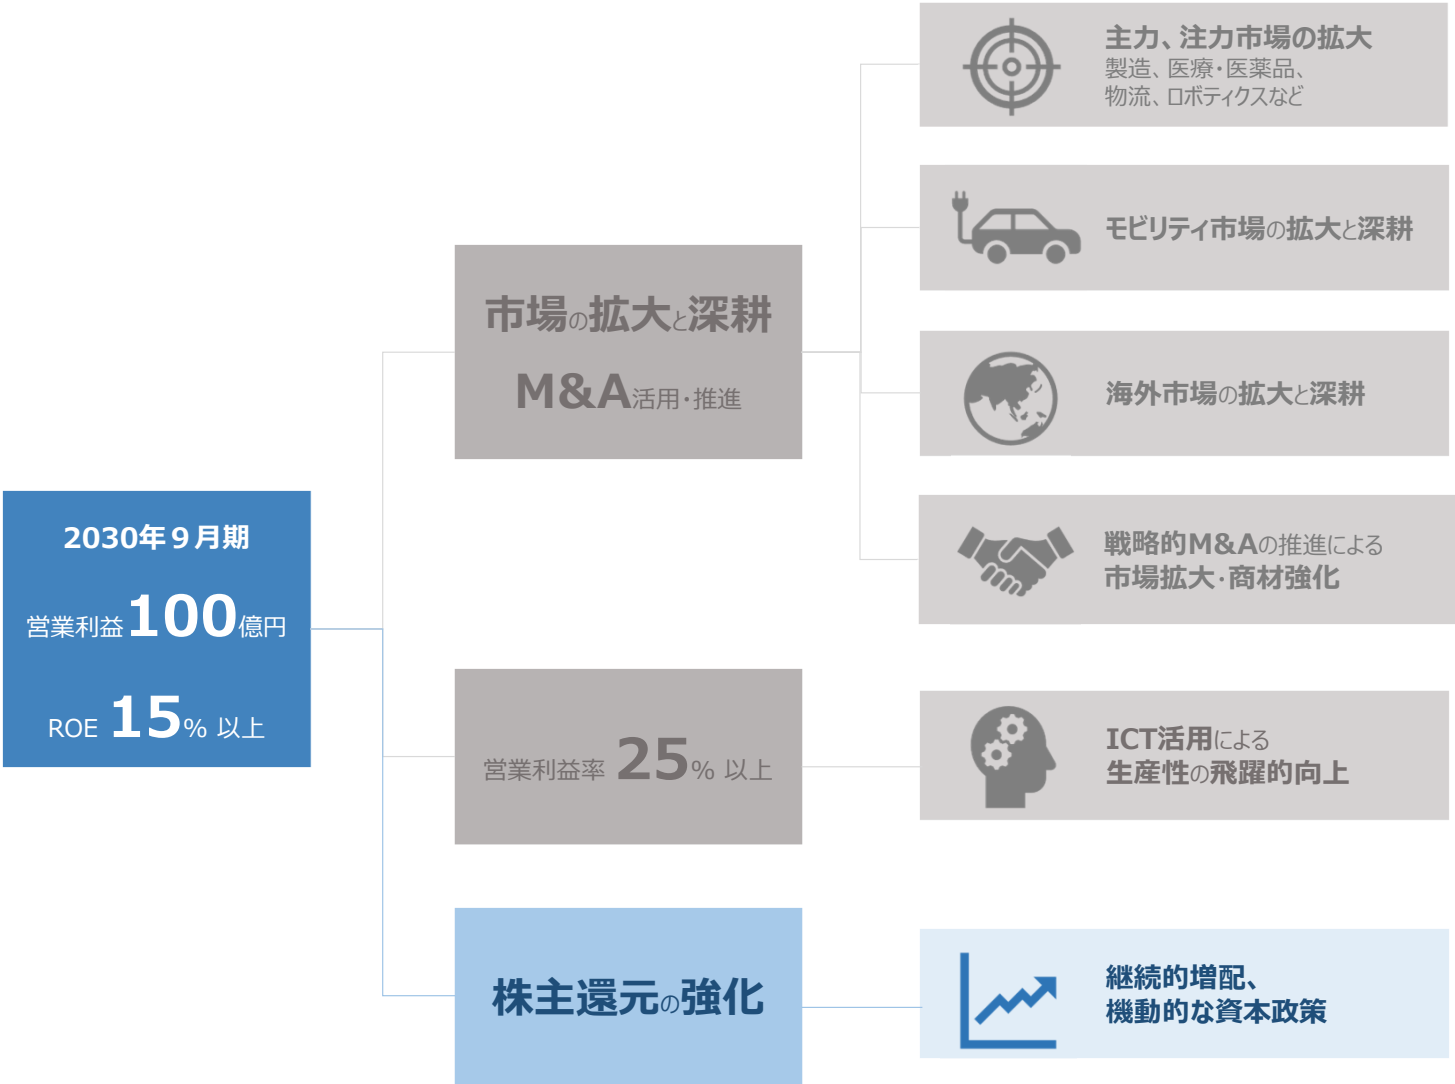 2030年９月期
営業利益100億円
ROE 15% 以上
市場の拡大と深耕
M&A活用・推進
主力、注力市場の拡大
製造、医療・医薬品、
物流、ロボティクスなど
モビリティ市場の拡大と深耕
海外市場の拡大と深耕
戦略的M&Aの推進による
市場拡大・商材強化
営業利益率 25% 以上
ICT活用による
生産性の飛躍的向上
株主還元の強化
継続的増配、
機動的な資本政策